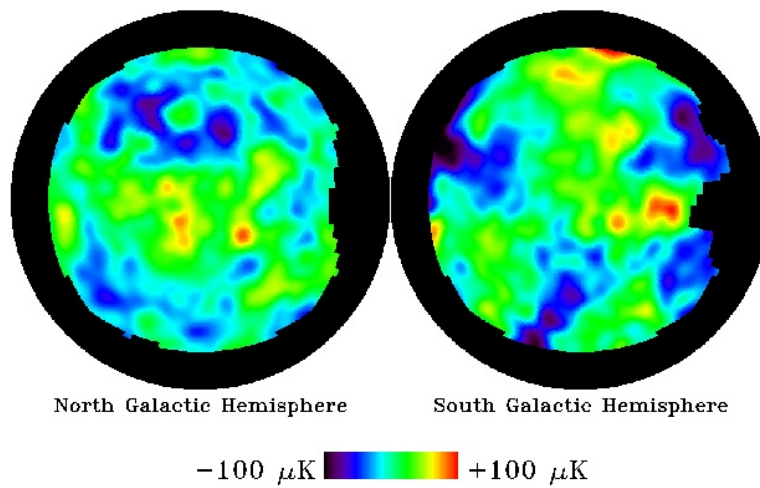 North Galactic Hemisphere South Galactic Hemisphere
−100 μK +100 μK